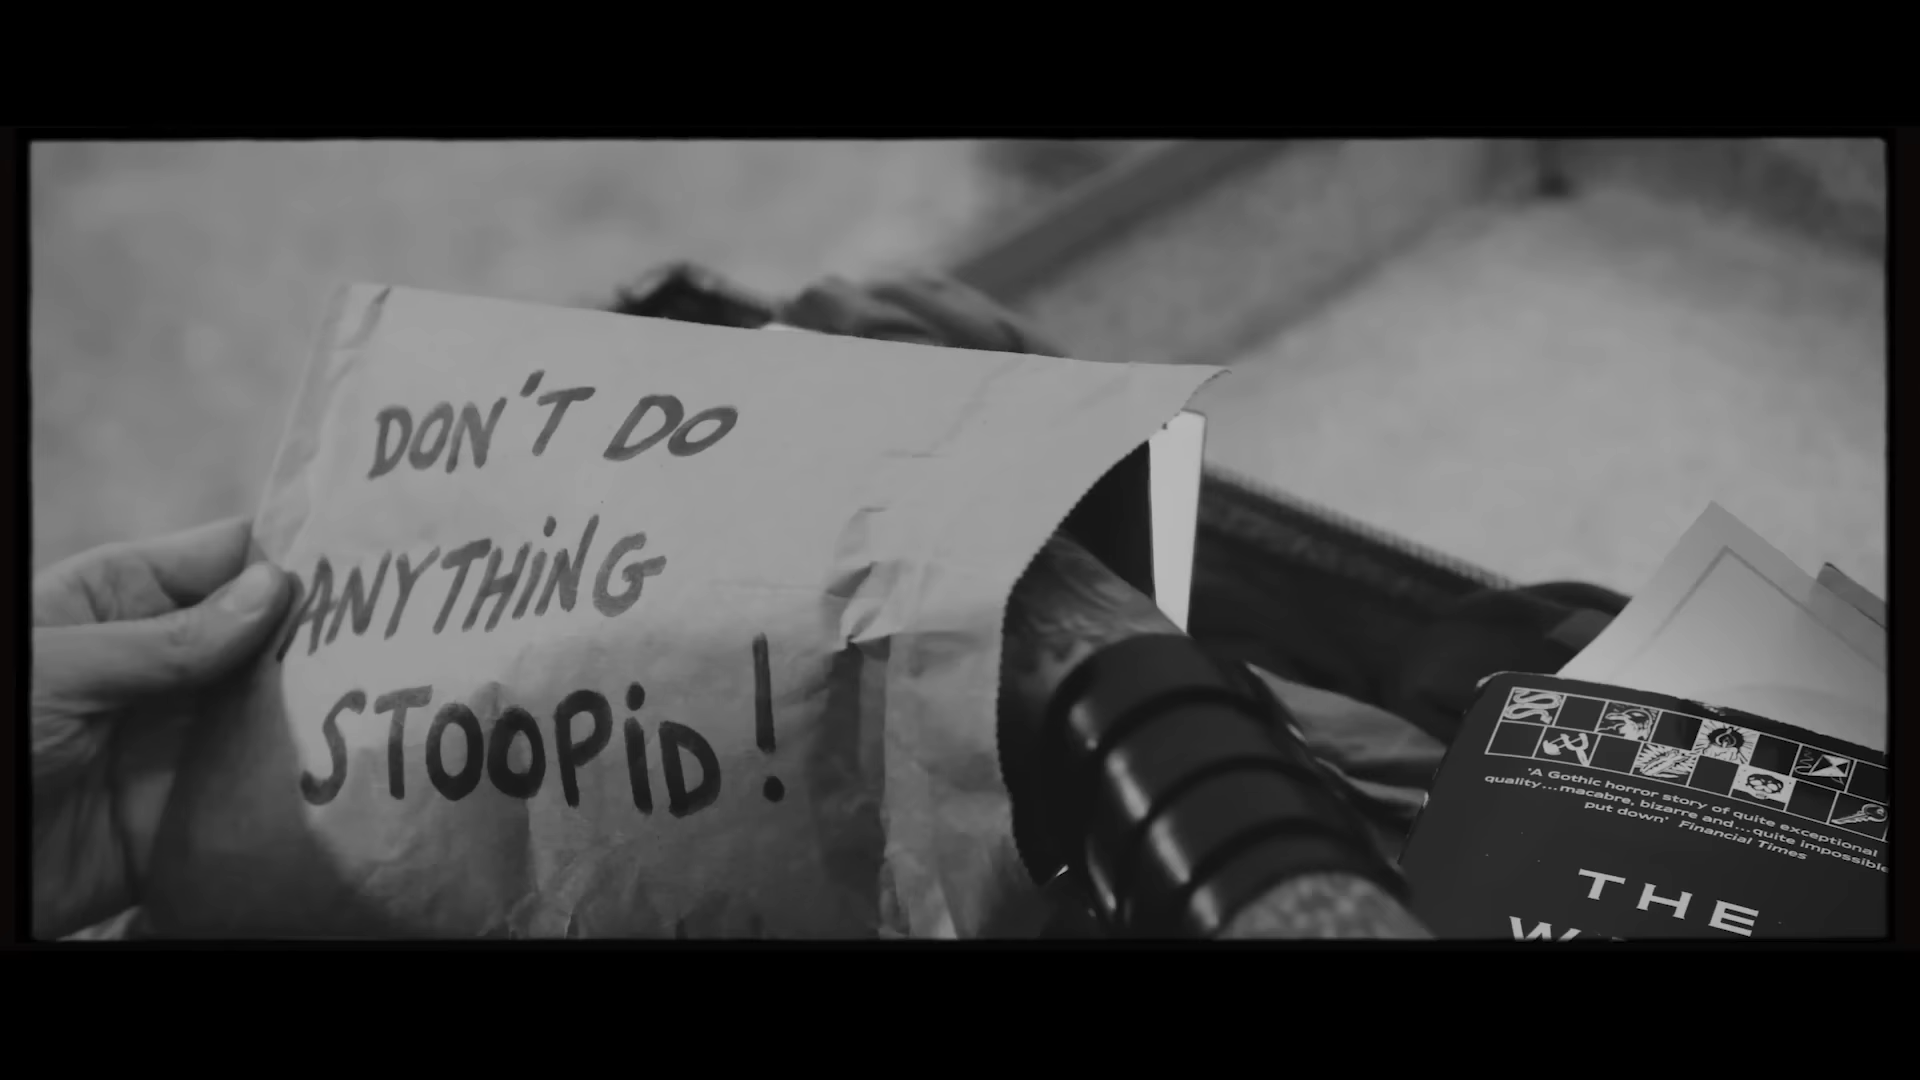 DON'T DO
ANYTHiNG
STOOPiD!
'A Gothic horror story of quite exceptional
quality...macabre, bizarre and...quite impossible
put down' Financial Times
THE